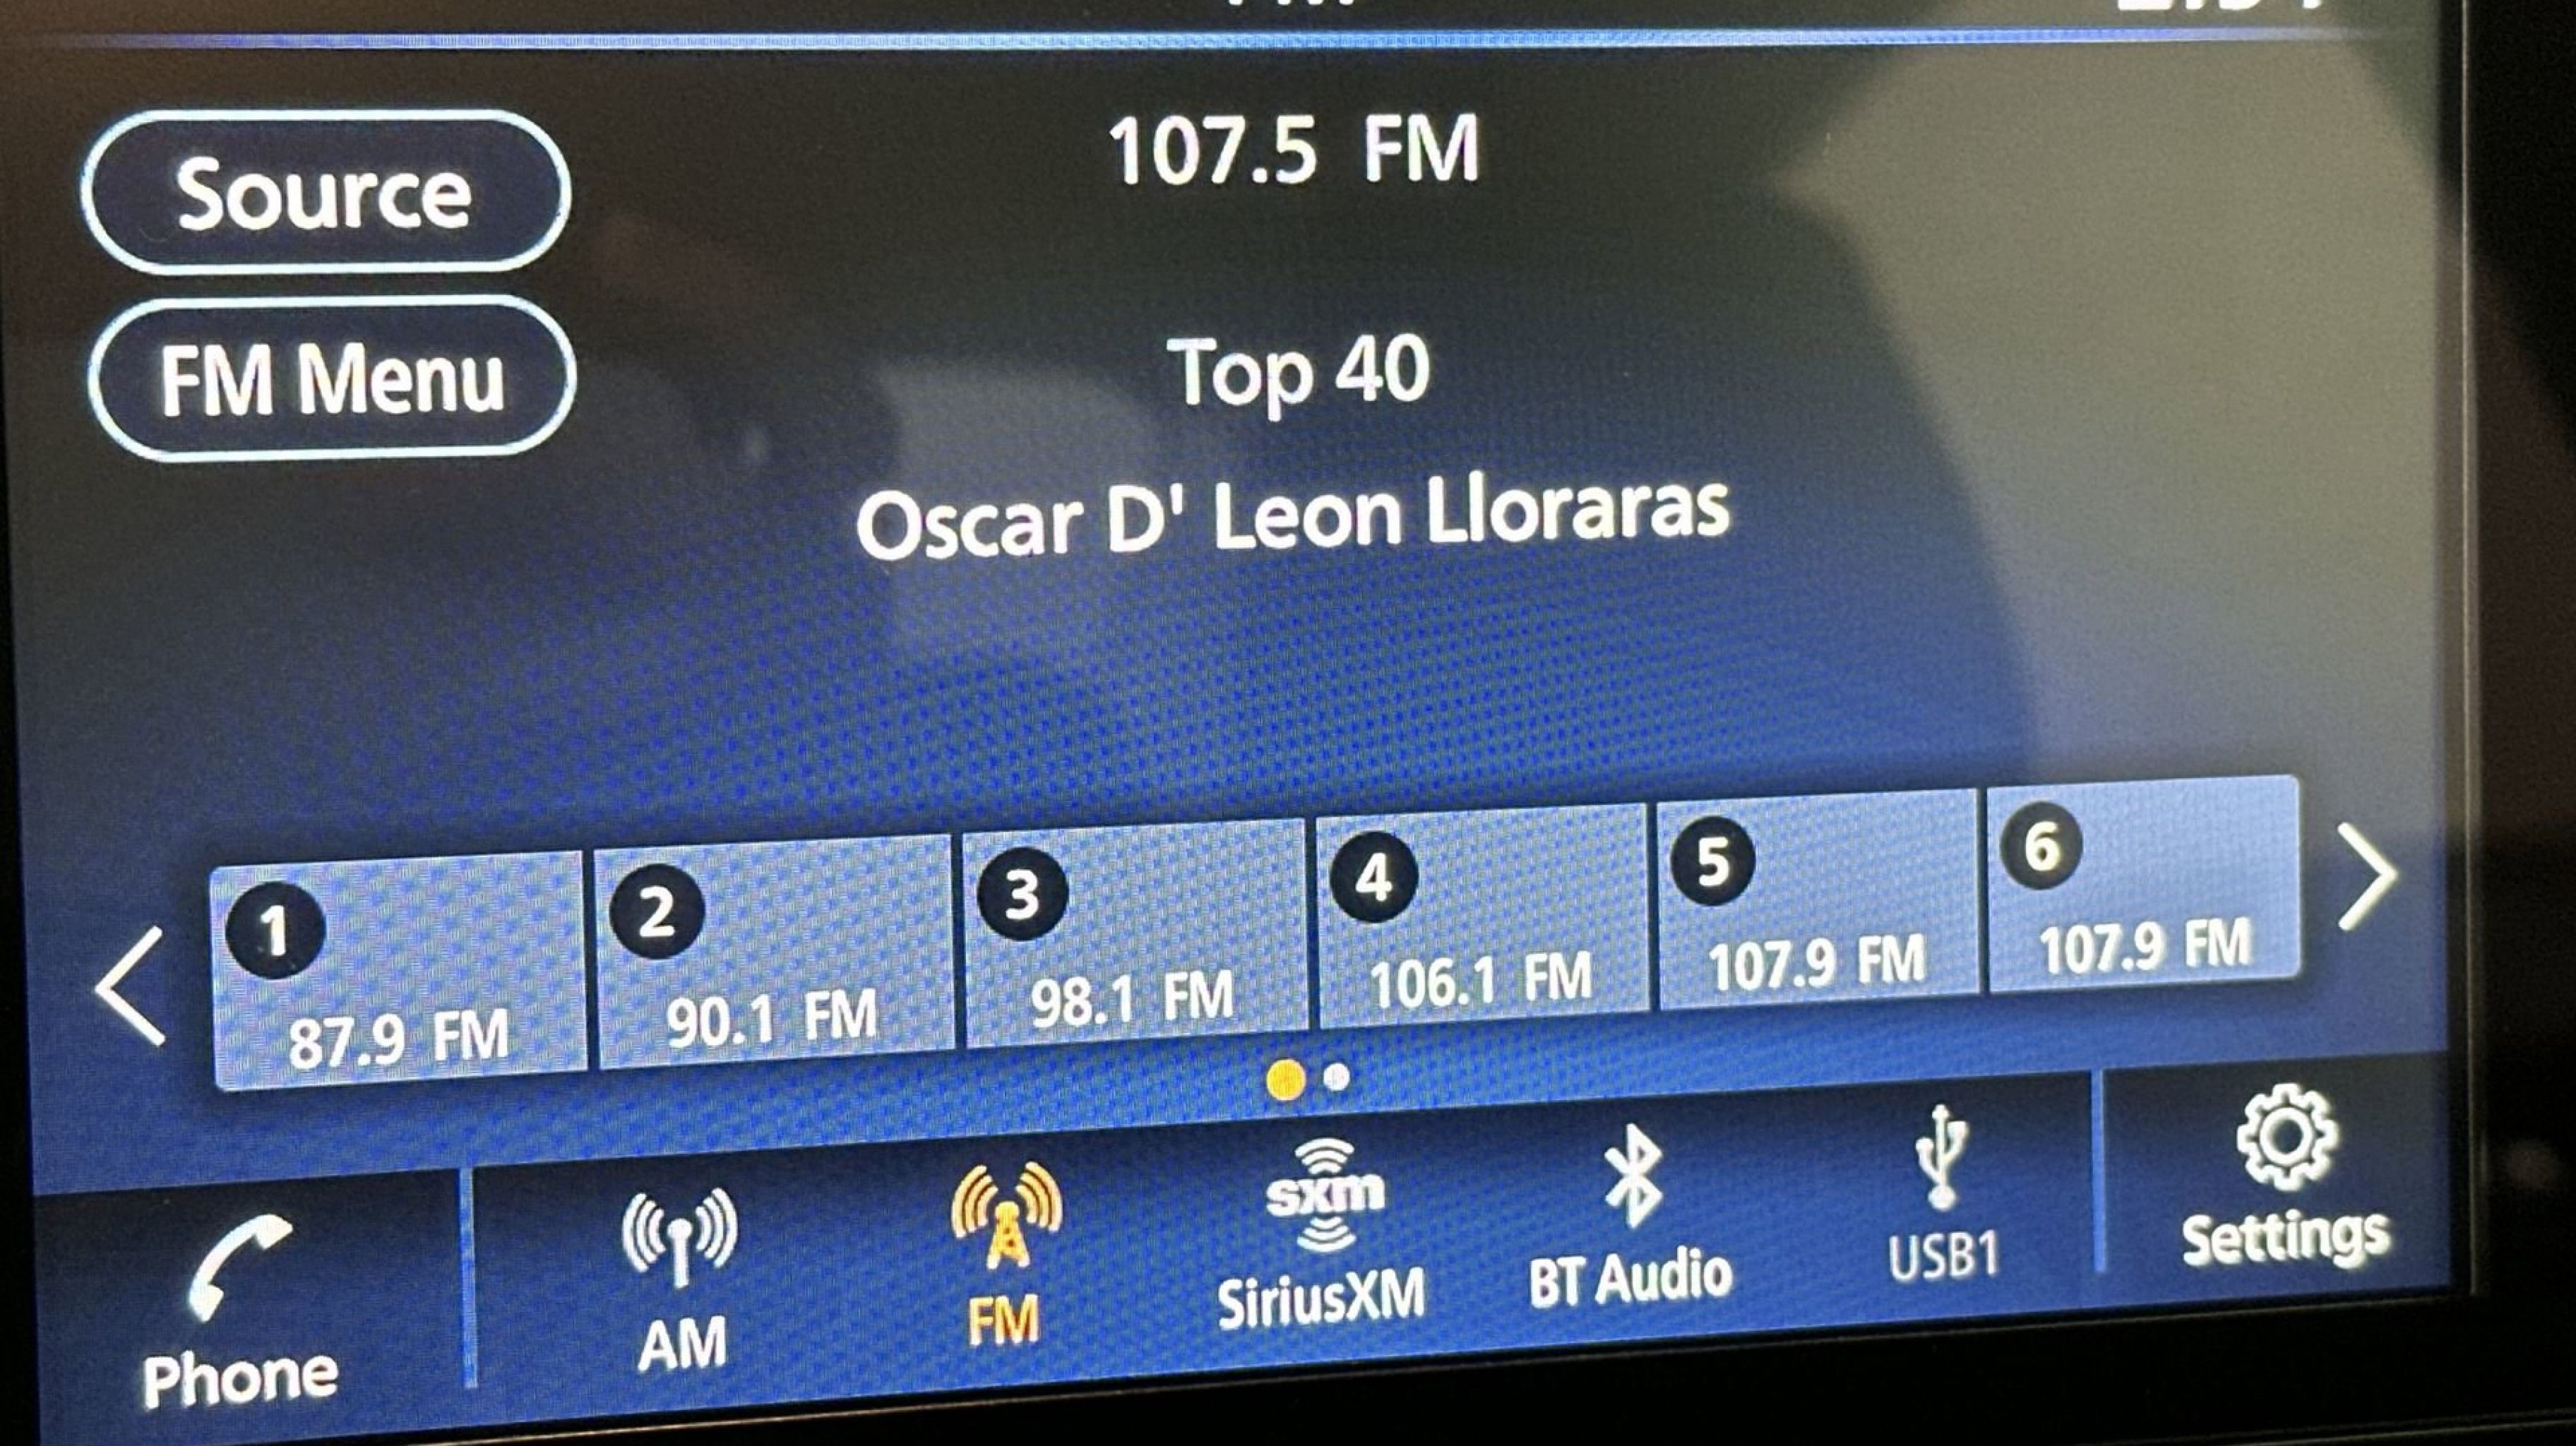 107.5 FM
Source
Top 40
FM Menu
Oscar D' Leon Lloraras
1
2
3
4
5
6
87.9 FM
90.1 FM
98.1 FM
106.1 FM
107.9 FM
107.9 FM
sxm
Phone
AM
FM
SiriusXM
BT Audio
USB1
Settings